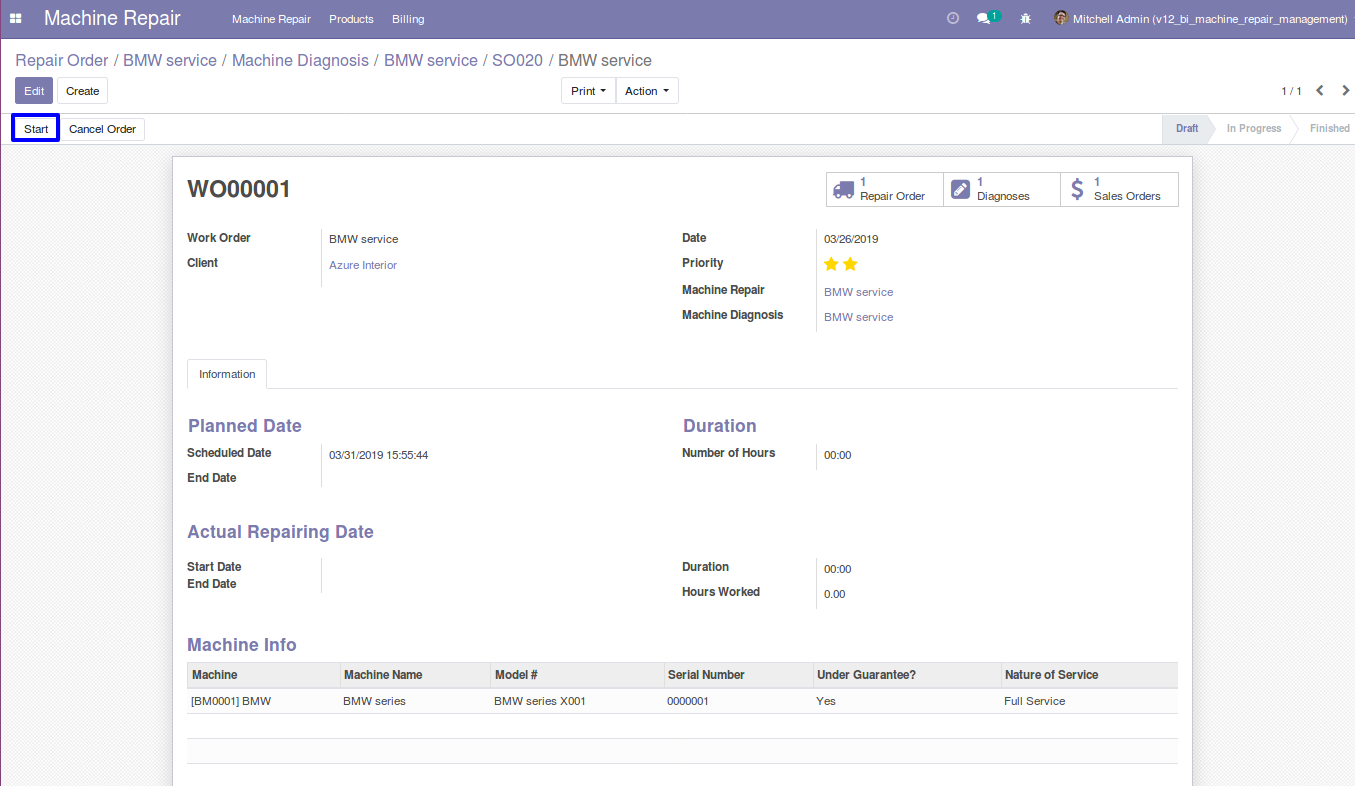 Machine Repair Machine Repair Products Billing 1 Mitchell Admin (v12_bi_machine_repair_management)
Repair Order / BMW service / Machine Diagnosis / BMW service / SO020 / BMW service
Edit Create Print Action 1 / 1
Start Cancel Order Draft In Progress Finished
WO00001
1 Repair Order
1 Diagnoses
1 Sales Orders
Work Order BMW service
Client Azure Interior
Date 03/26/2019
Priority
Machine Repair BMW service
Machine Diagnosis BMW service
Information
Planned Date
Scheduled Date 03/31/2019 15:55:44
End Date
Duration
Number of Hours 00:00
Actual Repairing Date
Start Date
End Date
Duration 00:00
Hours Worked 0.00
Machine Info
Machine Machine Name Model # Serial Number Under Guarantee? Nature of Service
[BM0001] BMW BMW series BMW series X001 0000001 Yes Full Service